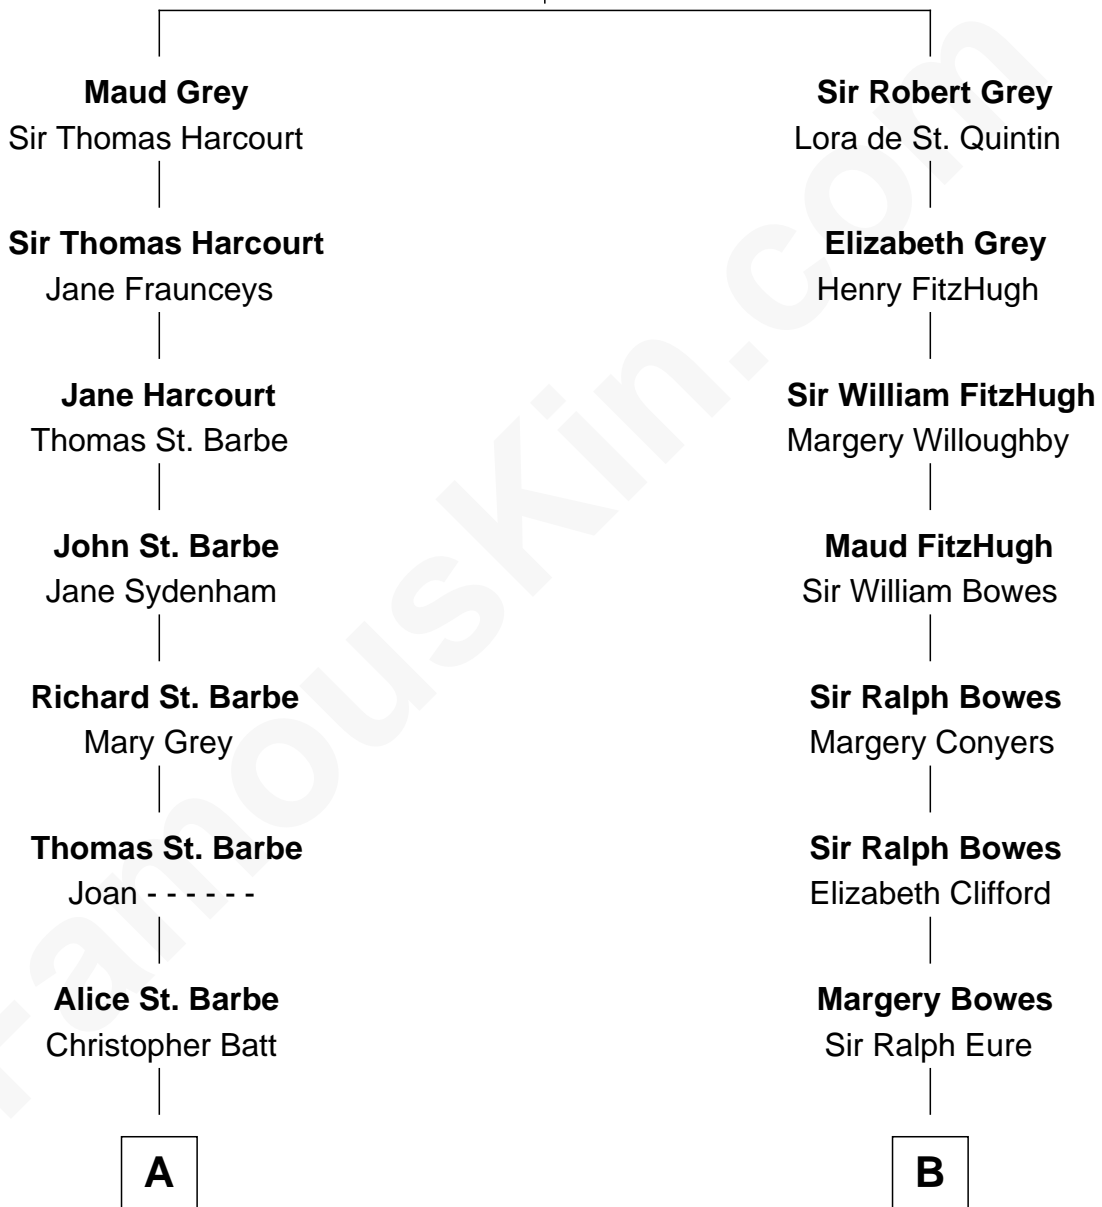 Maud Grey
Sir Thomas Harcourt
Sir Thomas Harcourt
Jane Fraunceys
Jane Harcourt
Thomas St. Barbe
John St. Barbe
Jane Sydenham
Richard St. Barbe
Mary Grey
Thomas St. Barbe
Joan - - - - - -
Alice St. Barbe
Christopher Batt
A
Sir Robert Grey
Lora de St. Quintin
Elizabeth Grey
Henry FitzHugh
Sir William FitzHugh
Margery Willoughby
Maud FitzHugh
Sir William Bowes
Sir Ralph Bowes
Margery Conyers
Sir Ralph Bowes
Elizabeth Clifford
Margery Bowes
Sir Ralph Eure
B
FamousKin.com